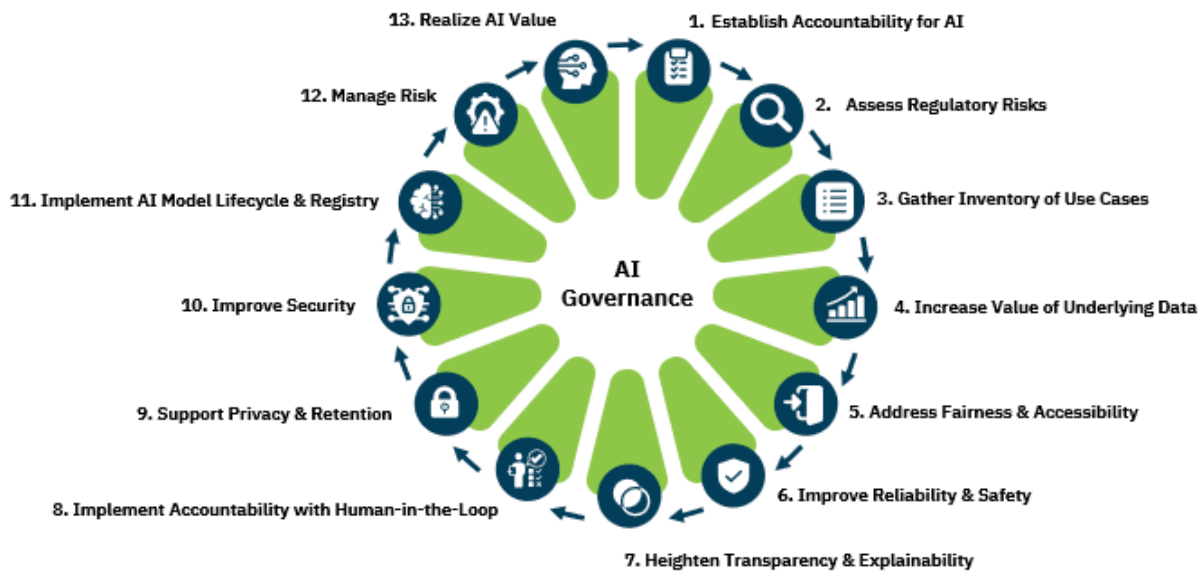 13. Realize AI Value
1. Establish Accountability for AI
12. Manage Risk
2. Assess Regulatory Risks
11. Implement AI Model Lifecycle & Registry
3. Gather Inventory of Use Cases
AI
Governance
10. Improve Security
4. Increase Value of Underlying Data
9. Support Privacy & Retention
5. Address Fairness & Accessibility
8. Implement Accountability with Human-in-the-Loop
6. Improve Reliability & Safety
7. Heighten Transparency & Explainability